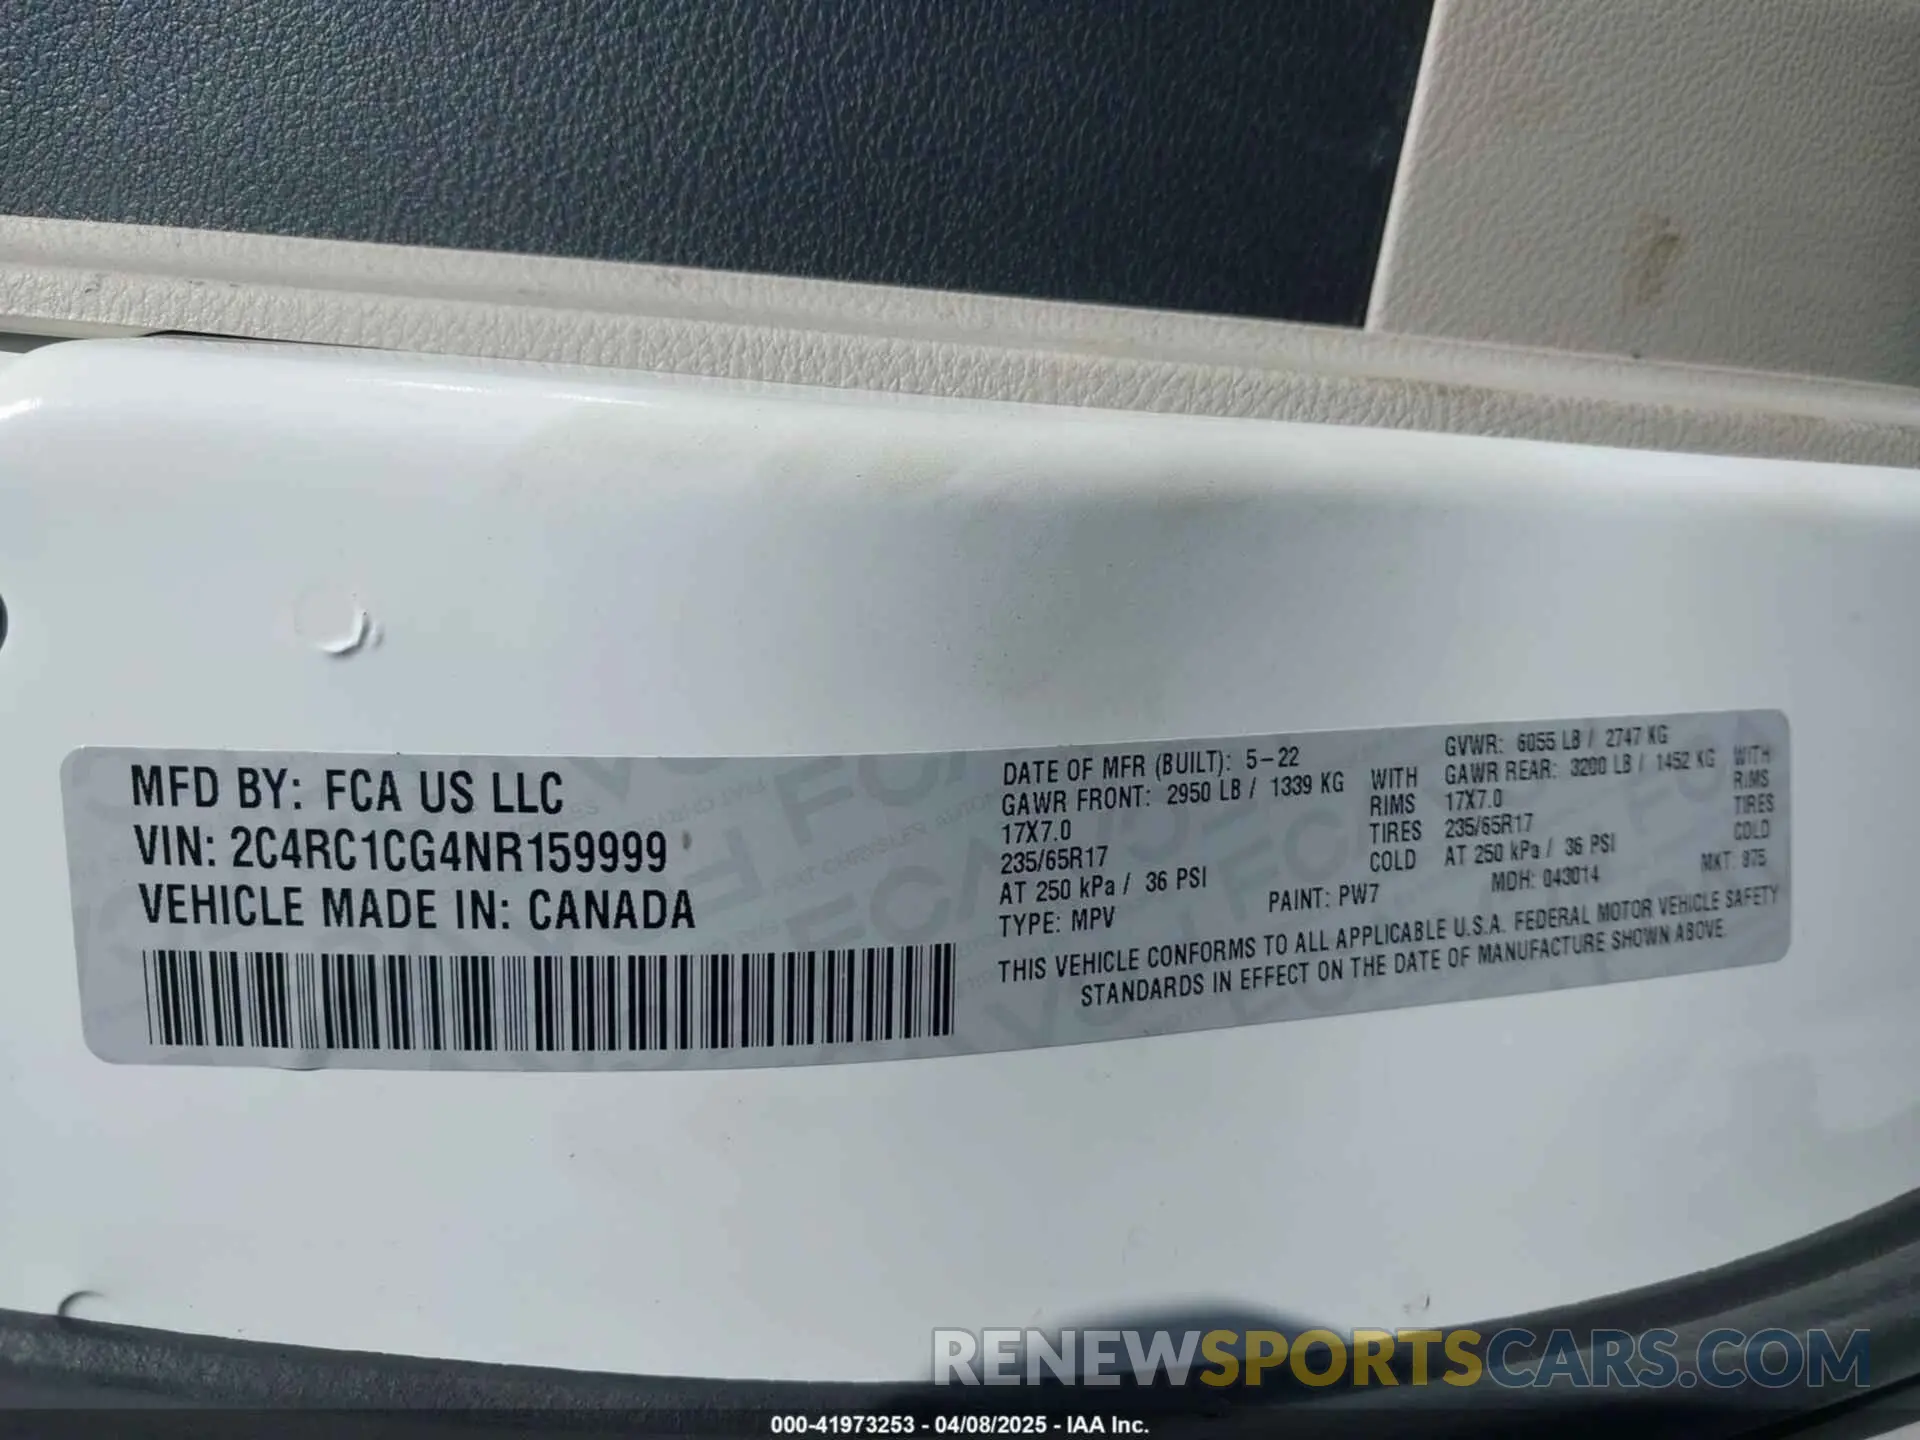 MFD BY: FCA US LLC
VIN: 2C4RC1CG4NR159999
VEHICLE MADE IN: CANADA
DATE OF MFR (BUILT): 5-22
GAWR FRONT: 2950 LB / 1339 KG WITH
17X7.0 RIMS
235/65R17 TIRES
AT 250 kPa / 36 PSI COLD
TYPE: MPV PAINT: PW7
GVWR: 6055 LB / 2747 KG
GAWR REAR: 3200 LB / 1452 KG WITH
17X7.0 RIMS
235/65R17 TIRES
AT 250 kPa / 36 PSI COLD
MDH: 043014 MKT:
THIS VEHICLE CONFORMS TO ALL APPLICABLE U.S.A. FEDERAL MOTOR VEHICLE SAFETY
STANDARDS IN EFFECT ON THE DATE OF MANUFACTURE SHOWN ABOVE.
RENEWSPORTSCARS.COM
000-41973253 - 04/08/2025 - IAA Inc.